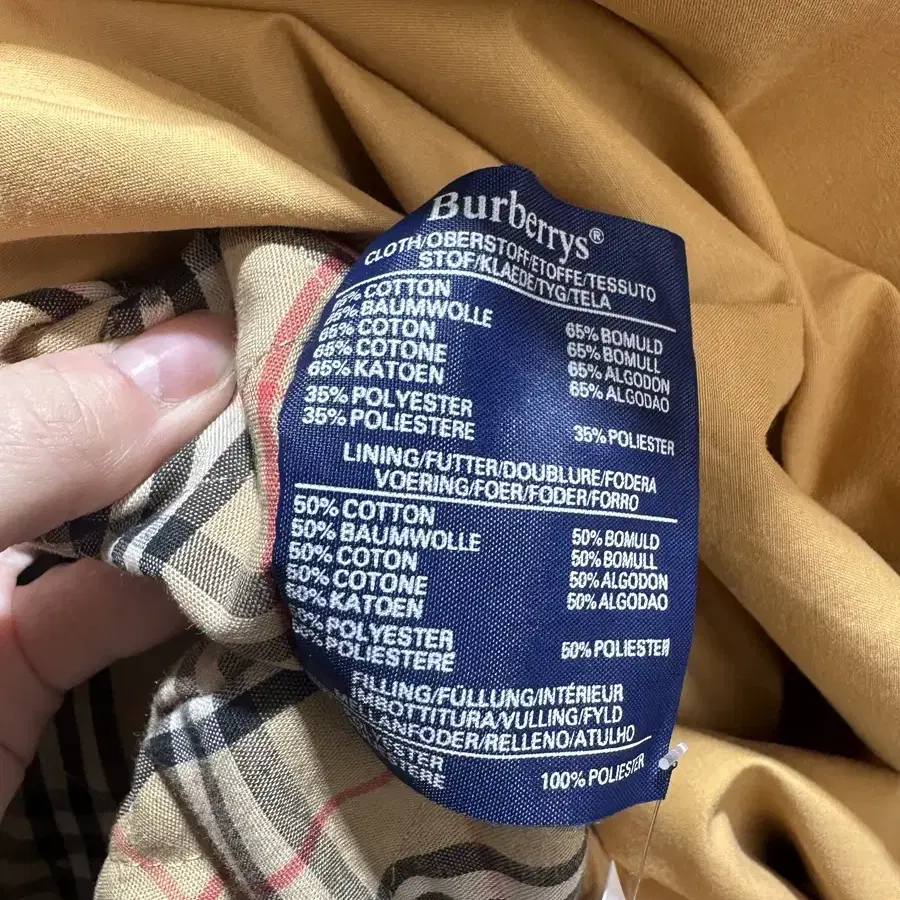 Burberrys®
CLOTH/OBERSTOFF/ETOFFE/TESSUTO
STOF/KLAEDE/TYG/TELA
65% COTTON
65% BAUMWOLLE
65% COTON
65% COTONE
65% KATOEN
65% BOMULD
65% BOMULL
65% ALGODON
65% ALGODAO
35% POLYESTER
35% POLIESTERE
35% POLIESTER
LINING/FUTTER/DOUBLURE/FODERA
VOERING/FOER/FODER/FORRO
50% COTTON
50% BAUMWOLLE
50% COTON
50% COTONE
50% KATOEN
50% BOMULD
50% BOMULL
50% ALGODON
50% ALGODAO
POLYESTER
POLIESTERE
50% POLIESTER
FILLING/FÜLLUNG/INTÉRIEUR
IMBOTTITURA/VULLING/FYLD
RELLENO/ATULHO
100% POLIESTER